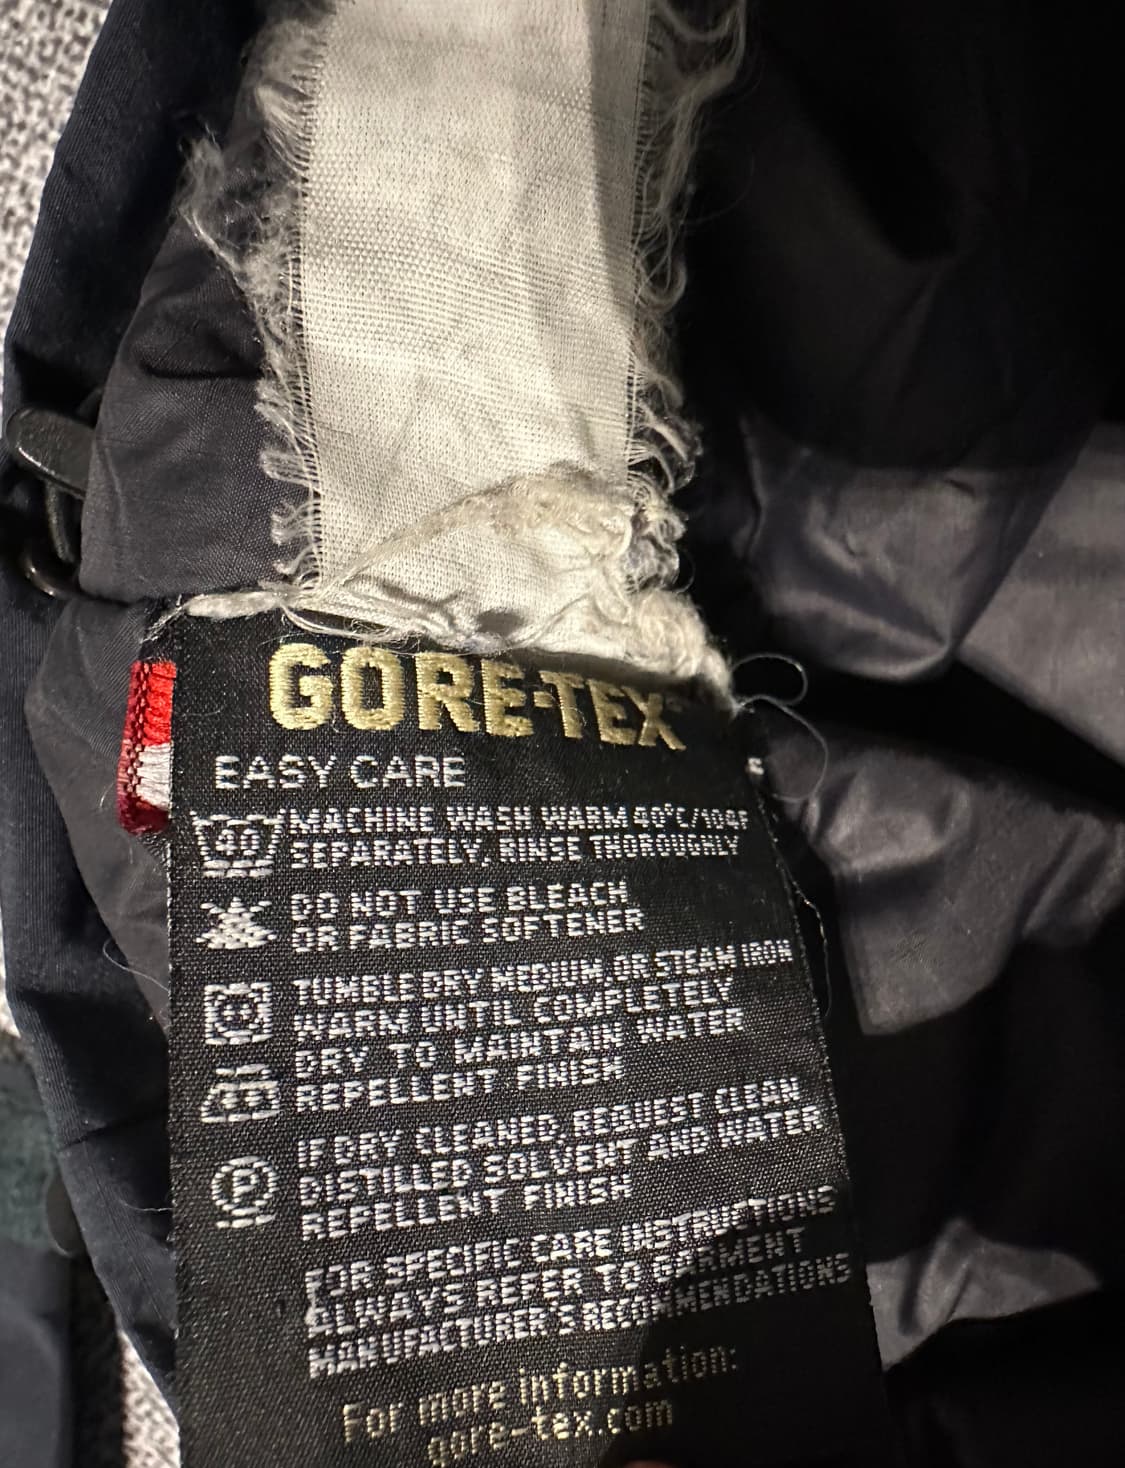 GORE-TEX
EASY CARE
40
MACHINE WASH WARM 40°C/104F
SEPARATELY, RINSE THOROUGHLY
DO NOT USE BLEACH
OR FABRIC SOFTENER
TUMBLE DRY MEDIUM OR STEAM IRON
WARM UNTIL COMPLETELY
DRY TO MAINTAIN WATER
REPELLENT FINISH
P
IF DRY CLEANED, REQUEST CLEAN
DISTILLED SOLVENT AND WATER
REPELLENT FINISH
FOR SPECIFIC CARE INSTRUCTIONS
ALWAYS REFER TO GARMENT
MANUFACTURER'S RECOMMENDATIONS
For more information:
gore-tex.com